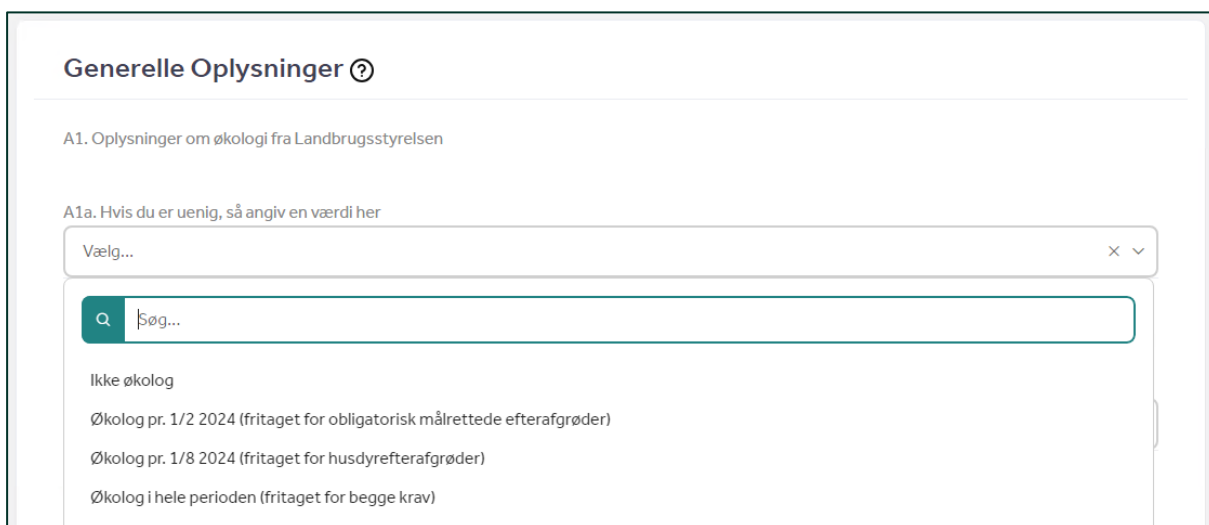 Generelle Oplysninger ?
A1. Oplysninger om økologi fra Landbrugsstyrelsen
A1a. Hvis du er uenig, så angiv en værdi her
Vælg...
Søg...
Ikke økolog
Økolog pr. 1/2 2024 (fritaget for obligatorisk målrettede efterafgrøder)
Økolog pr. 1/8 2024 (fritaget for husdyrefterafgrøder)
Økolog i hele perioden (fritaget for begge krav)